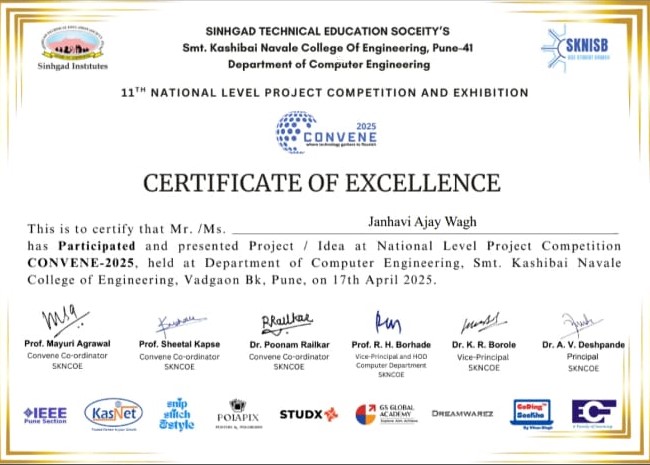 SINHGAD TECHNICAL EDUCATION SOCEITY'S
Smt. Kashibai Navale College Of Engineering, Pune-41
Department of Computer Engineering
Sinhgad Institutes
SKNISB
11TH NATIONAL LEVEL PROJECT COMPETITION AND EXHIBITION
2025
CONVENE
where technology gathers to flourish
CERTIFICATE OF EXCELLENCE
This is to certify that Mr. /Ms. Janhavi Ajay Wagh
has Participated and presented Project / Idea at National Level Project Competition
CONVENE-2025, held at Department of Computer Engineering, Smt. Kashibai Navale
College of Engineering, Vadgaon Bk, Pune, on 17th April 2025.
Prof. Mayuri Agrawal
Convene Co-ordinator
SKNCOE
Prof. Sheetal Kapse
Convene Co-ordinator
SKNCOE
Dr. Poonam Railkar
Convene Co-ordinator
SKNCOE
Prof. R. H. Borhade
Vice-Principal and HOD
Computer Department
SKNCOE
Dr. K. R. Borole
Vice-Principal
SKNCOE
Dr. A. V. Deshpande
Principal
SKNCOE
IEEE
Pune Section
KasNet
snip
stitch
&style
POIAPIX
STUDX
GS GLOBAL
ACADEMY
DREAMWAREZ
CoDing
Seekho
ECF